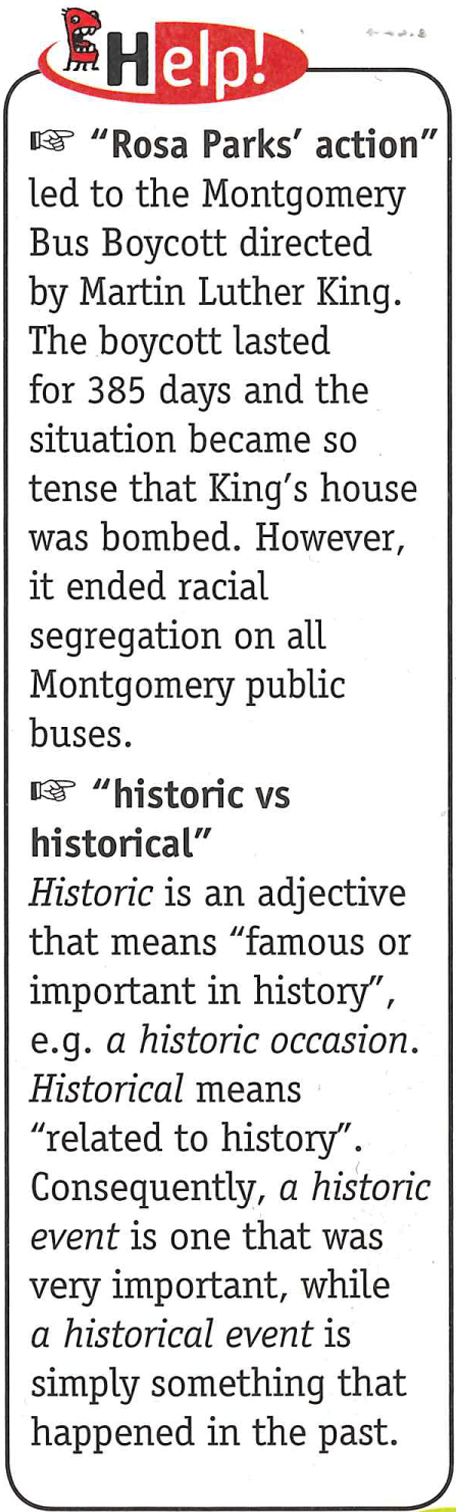 Help!
☞ “Rosa Parks’ action”
led to the Montgomery
Bus Boycott directed
by Martin Luther King.
The boycott lasted
for 385 days and the
situation became so
tense that King’s house
was bombed. However,
it ended racial
segregation on all
Montgomery public
buses.
☞ “historic vs
historical”
Historic is an adjective
that means “famous or
important in history”,
e.g. a historic occasion.
Historical means
“related to history”.
Consequently, a historic
event is one that was
very important, while
a historical event is
simply something that
happened in the past.